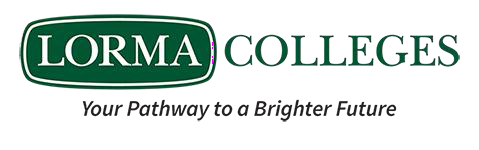 LORMA COLLEGES
Your Pathway to a Brighter Future